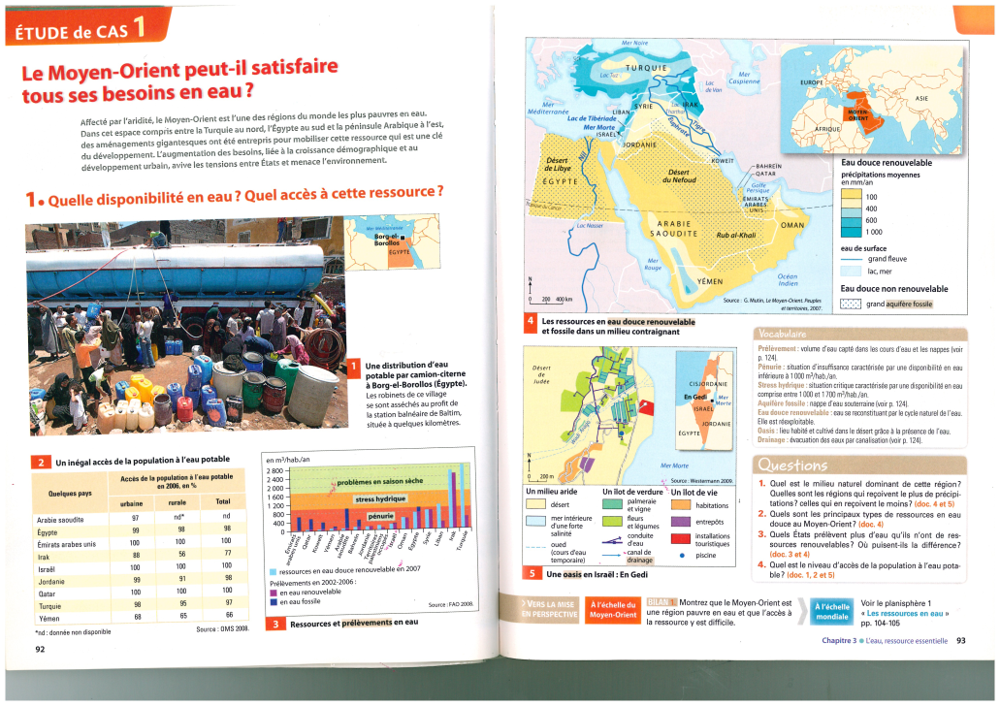 ÉTUDE de CAS 1
Le Moyen-Orient peut-il satisfaire
tous ses besoins en eau ?
Affecté par l'aridité, le Moyen-Orient est l'une des régions du monde les plus pauvres en eau.
Dans cet espace compris entre la Turquie au nord, l'Égypte au sud et la péninsule Arabique à l'est,
des aménagements gigantesques ont été entrepris pour mobiliser cette ressource qui est une clé
du développement. L'augmentation des besoins, liée à la croissance démographique et au
développement urbain, avive les tensions entre États et menace l'environnement.
1• Quelle disponibilité en eau ? Quel accès à cette ressource ?
Mer Méditerranée
Borg-el-
Borollos
ÉGYPTE
1 Une distribution d'eau
potable par camion-citerne
à Borg-el-Borollos (Égypte).
Les robinets de ce village
se sont asséchés au profit de
la station balnéaire de Baltim,
située à quelques kilomètres.
2 Un inégal accès de la population à l'eau potable
Quelques pays
Accès de la population à l'eau potable
en 2006, en %
urbaine rurale Total
Arabie saoudite 97 nd* nd
Égypte 99 98 98
Émirats arabes unis 100 100 100
Irak 88 56 77
Israël 100 100 100
Jordanie 99 91 98
Qatar 100 100 100
Turquie 98 95 97
Yémen 68 65 66
*nd : donnée non disponible
Source : OMS 2008.
92
en m³/hab./an
2 800
2 400
2 000
1 600
1 200
800
400
0
problèmes en saison sèche
stress hydrique
pénurie
Émirats
arabes unis
Qatar
Koweït
Yémen
Arabie
saoudite
Bahreïn
Jordanie
Territoires
palestiniens
Israël
Oman
Égypte
Syrie
Liban
Irak
Turquie
ressources en eau douce renouvelable en 2007
Prélèvements en 2002-2006 :
en eau renouvelable
en eau fossile
Source : FAO 2008.
3 Ressources et prélèvements en eau
Mer Noire
TURQUIE
Lac Tuz
Lac
de Van
Mer
Caspienne
Mer
Méditerranée
SYRIE
IRAK
LIBAN
Lac
Tharthar
Lac de Tibériade
Mer Morte
ISRAËL
JORDANIE
Euphrate
Tigre
KOWEÏT
Nil
Désert
de Libye
ÉGYPTE
Désert
du Nefoud
BAHREÏN
QATAR
Golfe
Persique
ÉMIRATS
ARABES
UNIS
Tropique du Cancer
Lac Nasser
ARABIE
SAOUDITE
Rub al-Khali
OMAN
Mer
Rouge
YÉMEN
Océan
Indien
N
0 200 400 km
Source : G. Mutin, Le Moyen-Orient, Peuples
et territoires, 2007.
EUROPE
ASIE
MOYEN-
ORIENT
AFRIQUE
Eau douce renouvelable
précipitations moyennes
en mm/an
100
400
600
1 000
eau de surface
grand fleuve
lac, mer
Eau douce non renouvelable
grand aquifère fossile
4 Les ressources en eau douce renouvelable
et fossile dans un milieu contraignant
Désert
de
Judée
Mer Morte
N
0 200 m
CISJORDANIE
En Gedi
Mer
Morte
ISRAËL
JORDANIE
ÉGYPTE
Source : Westermann 2009.
Un milieu aride
désert
mer intérieure
d'une forte
salinité
oued
(cours d'eau
temporaire)
Un îlot de verdure
palmeraie
et vigne
fleurs
et légumes
conduite
d'eau
canal de
drainage
Un îlot de vie
habitations
entrepôts
installations
touristiques
piscine
5 Une oasis en Israël : En Gedi
Vocabulaire
Prélèvement : volume d'eau capté dans les cours d'eau et les nappes (voir
p. 124).
Pénurie : situation d'insuffisance caractérisée par une disponibilité en eau
inférieure à 1 000 m³/hab./an.
Stress hydrique : situation critique caractérisée par une disponibilité en eau
comprise entre 1 000 et 1 700 m³/hab./an.
Aquifère fossile : nappe d'eau souterraine (voir p. 124).
Eau douce renouvelable : eau se reconstituant par le cycle naturel de l'eau.
Elle est réexploitable.
Oasis : lieu habité et cultivé dans le désert grâce à la présence de l'eau.
Drainage : évacuation des eaux par canalisation (voir p. 124).
Questions
1. Quel est le milieu naturel dominant de cette région ?
Quelles sont les régions qui reçoivent le plus de précipi-
tations ? celles qui en reçoivent le moins ? (doc. 4 et 5)
2. Quels sont les principaux types de ressources en eau
douce au Moyen-Orient ? (doc. 4)
3. Quels États prélèvent plus d'eau qu'ils n'ont de res-
sources renouvelables ? Où puisent-ils la différence ?
(doc. 3 et 4)
4. Quel est le niveau d'accès de la population à l'eau pota-
ble ? (doc. 1, 2 et 5)
VERS LA MISE
EN PERSPECTIVE
À l'échelle du
Moyen-Orient
BILAN 1. Montrez que le Moyen-Orient est
une région pauvre en eau et que l'accès à
la ressource y est difficile.
À l'échelle
mondiale
Voir le planisphère 1
« Les ressources en eau »
pp. 104-105
Chapitre 3 • L'eau, ressource essentielle 93